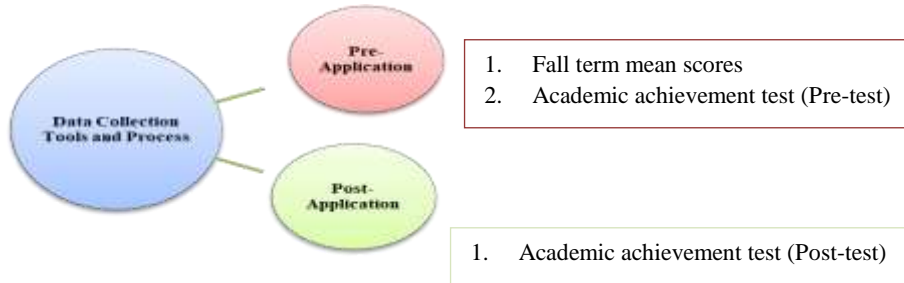 Pre-
Application
1. Fall term mean scores
2. Academic achievement test (Pre-test)
Data Collection
Tools and Process
Post-
Application
1. Academic achievement test (Post-test)